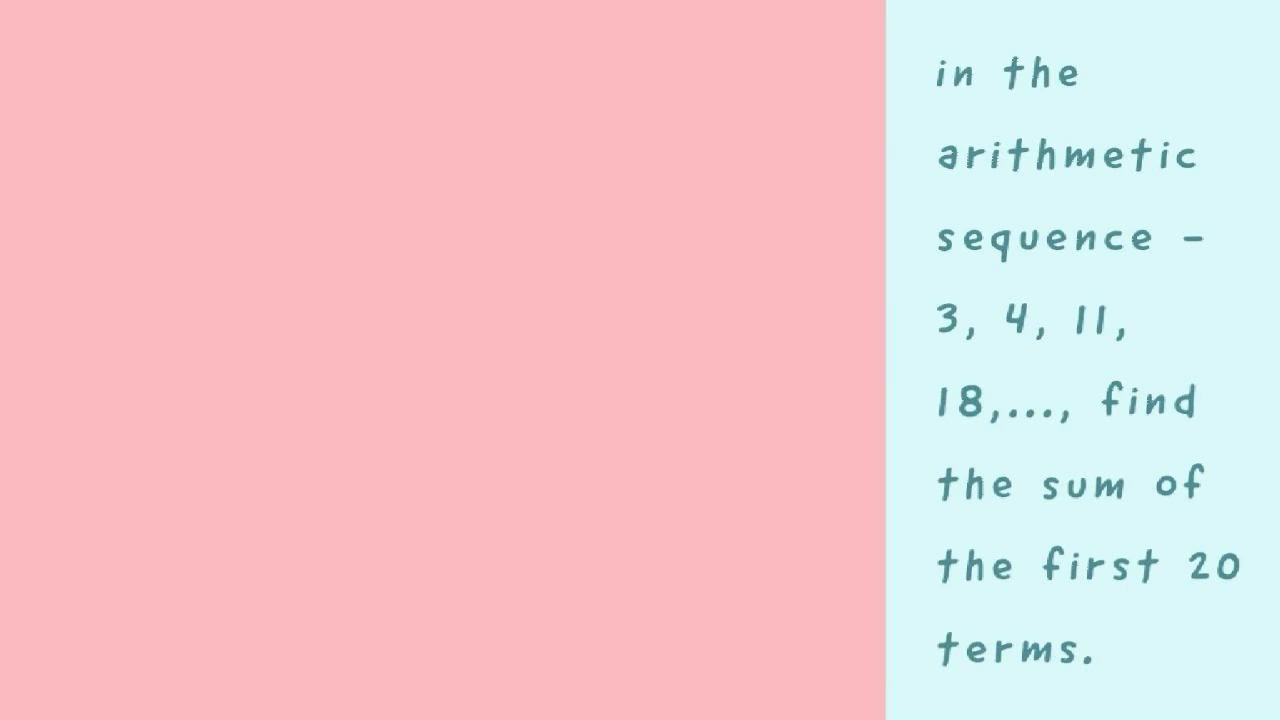 in the
arithmetic
sequence -
3, 4, 11,
18,..., find
the sum of
the first 20
terms.